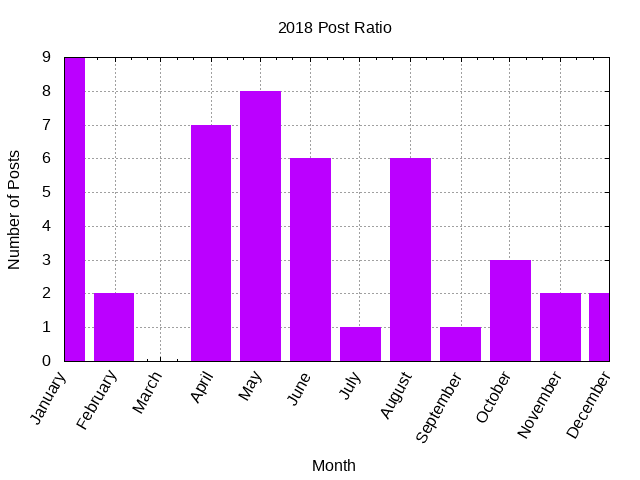 2018 Post Ratio
Number of Posts
9
8
7
6
5
4
3
2
1
0
January
February
March
April
May
June
July
August
September
October
November
December
Month